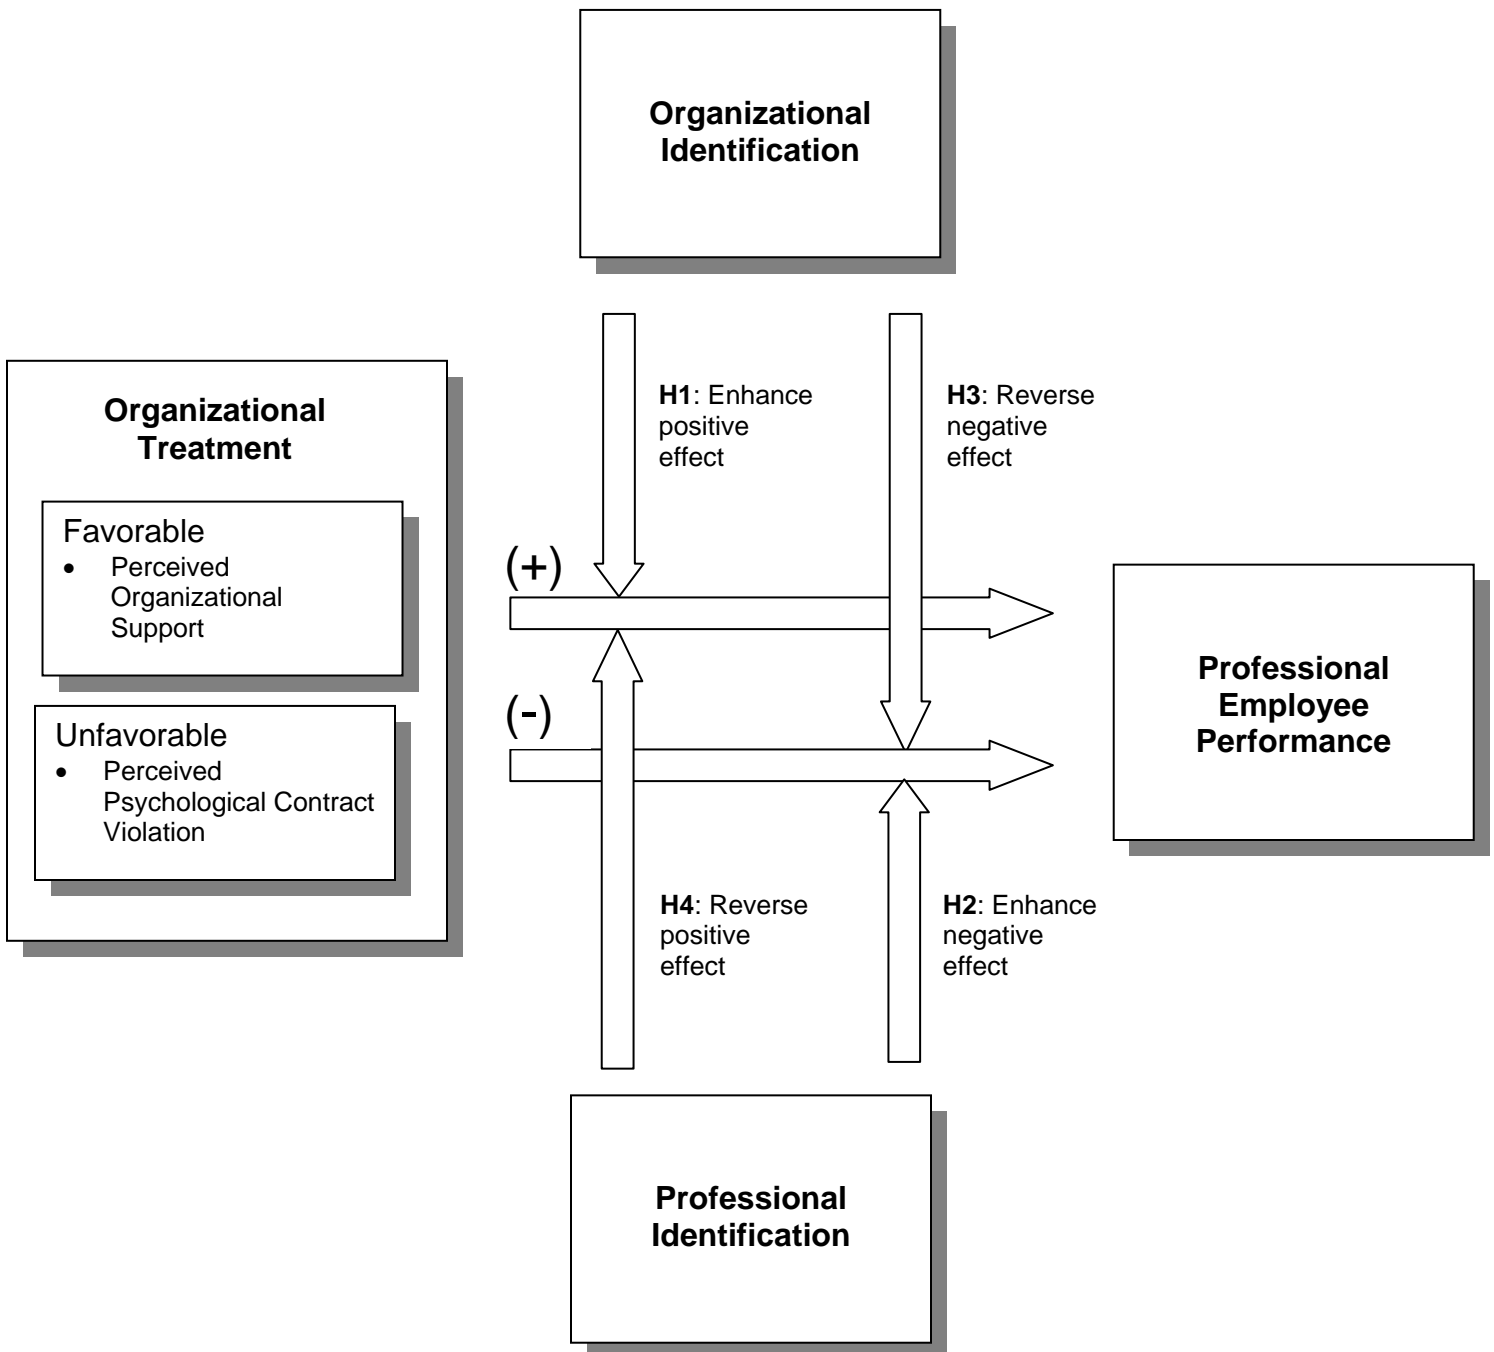 Organizational
Identification
H1: Enhance
positive
effect
H3: Reverse
negative
effect
Organizational
Treatment
Favorable
• Perceived
Organizational
Support
Unfavorable
• Perceived
Psychological Contract
Violation
(+)
(-)
Professional
Employee
Performance
H4: Reverse
positive
effect
H2: Enhance
negative
effect
Professional
Identification